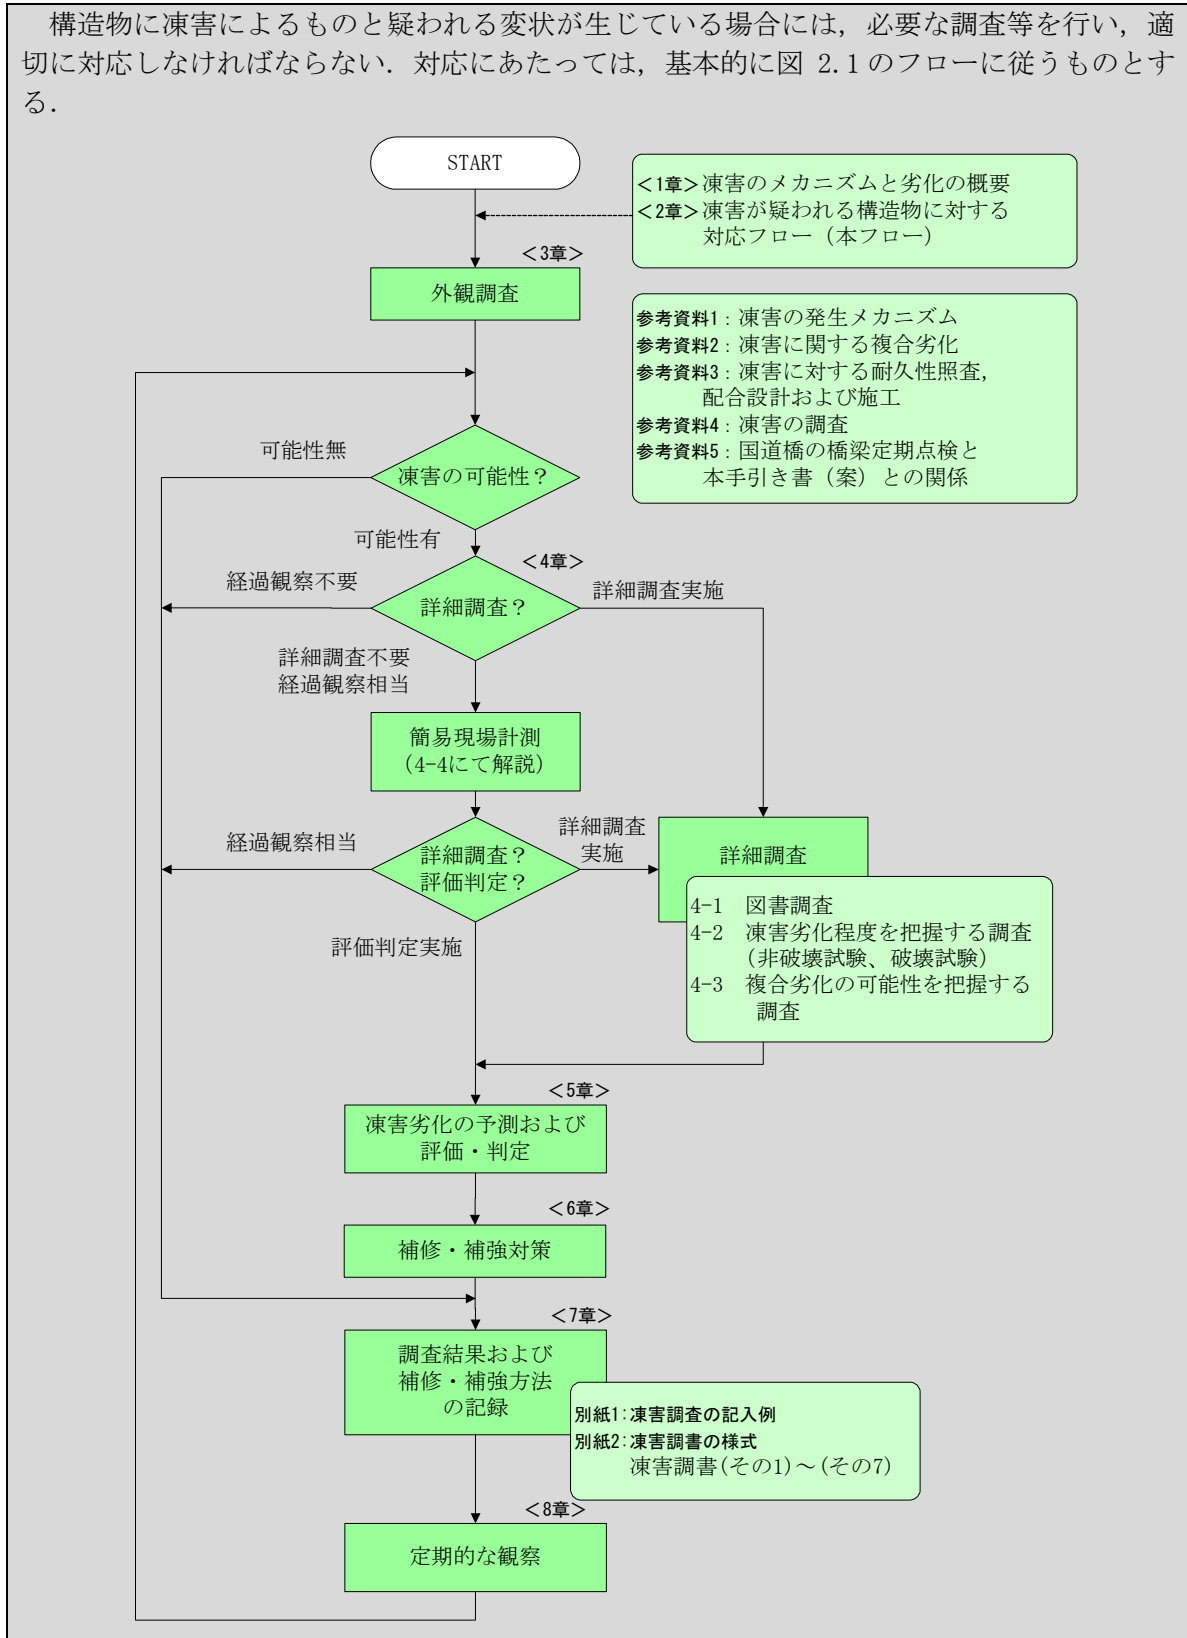 構造物に凍害によるものと疑われる変状が生じている場合には，必要な調査等を行い，適
切に対応しなければならない．対応にあたっては，基本的に図 2.1 のフローに従うものとす
る．
START
<1章>凍害のメカニズムと劣化の概要
<2章>凍害が疑われる構造物に対する
対応フロー（本フロー）
<3章>
外観調査
参考資料1：凍害の発生メカニズム
参考資料2：凍害に関する複合劣化
参考資料3：凍害に対する耐久性照査，
配合設計および施工
参考資料4：凍害の調査
参考資料5：国道橋の橋梁定期点検と
本手引き書（案）との関係
可能性無
凍害の可能性？
可能性有
<4章>
経過観察不要
詳細調査？
詳細調査実施
詳細調査不要
経過観察相当
簡易現場計測
(4-4にて解説)
経過観察相当
詳細調査？
評価判定？
詳細調査
実施
詳細調査
4-1 図書調査
4-2 凍害劣化程度を把握する調査
(非破壊試験、破壊試験)
4-3 複合劣化の可能性を把握する
調査
評価判定実施
<5章>
凍害劣化の予測および
評価・判定
<6章>
補修・補強対策
<7章>
調査結果および
補修・補強方法
の記録
別紙1:凍害調査の記入例
別紙2:凍害調書の様式
凍害調書(その1)～(その7)
<8章>
定期的な観察